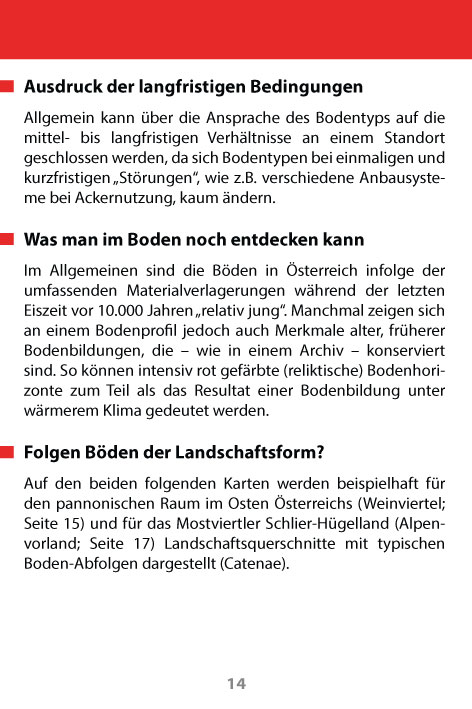 Ausdruck der langfristigen Bedingungen
Allgemein kann über die Ansprache des Bodentyps auf die
mittel- bis langfristigen Verhältnisse an einem Standort
geschlossen werden, da sich Bodentypen bei einmaligen und
kurzfristigen „Störungen“, wie z.B. verschiedene Anbausyste-
me bei Ackernutzung, kaum ändern.
Was man im Boden noch entdecken kann
Im Allgemeinen sind die Böden in Österreich infolge der
umfassenden Materialverlagerungen während der letzten
Eiszeit vor 10.000 Jahren „relativ jung“. Manchmal zeigen sich
an einem Bodenprofil jedoch auch Merkmale alter, früherer
Bodenbildungen, die – wie in einem Archiv – konserviert
sind. So können intensiv rot gefärbte (reliktische) Bodenhori-
zonte zum Teil als das Resultat einer Bodenbildung unter
wärmerem Klima gedeutet werden.
Folgen Böden der Landschaftsform?
Auf den beiden folgenden Karten werden beispielhaft für
den pannonischen Raum im Osten Österreichs (Weinviertel;
Seite 15) und für das Mostviertler Schlier-Hügelland (Alpen-
vorland; Seite 17) Landschaftsquerschnitte mit typischen
Boden-Abfolgen dargestellt (Catenae).
14